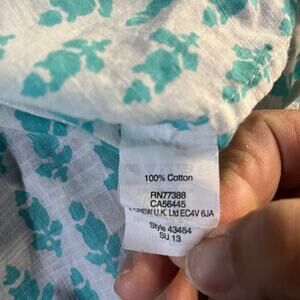 100% Cotton
RN77388
CA56445
U.K. Ltd EC4V 6JA
Style 43484
SU 13